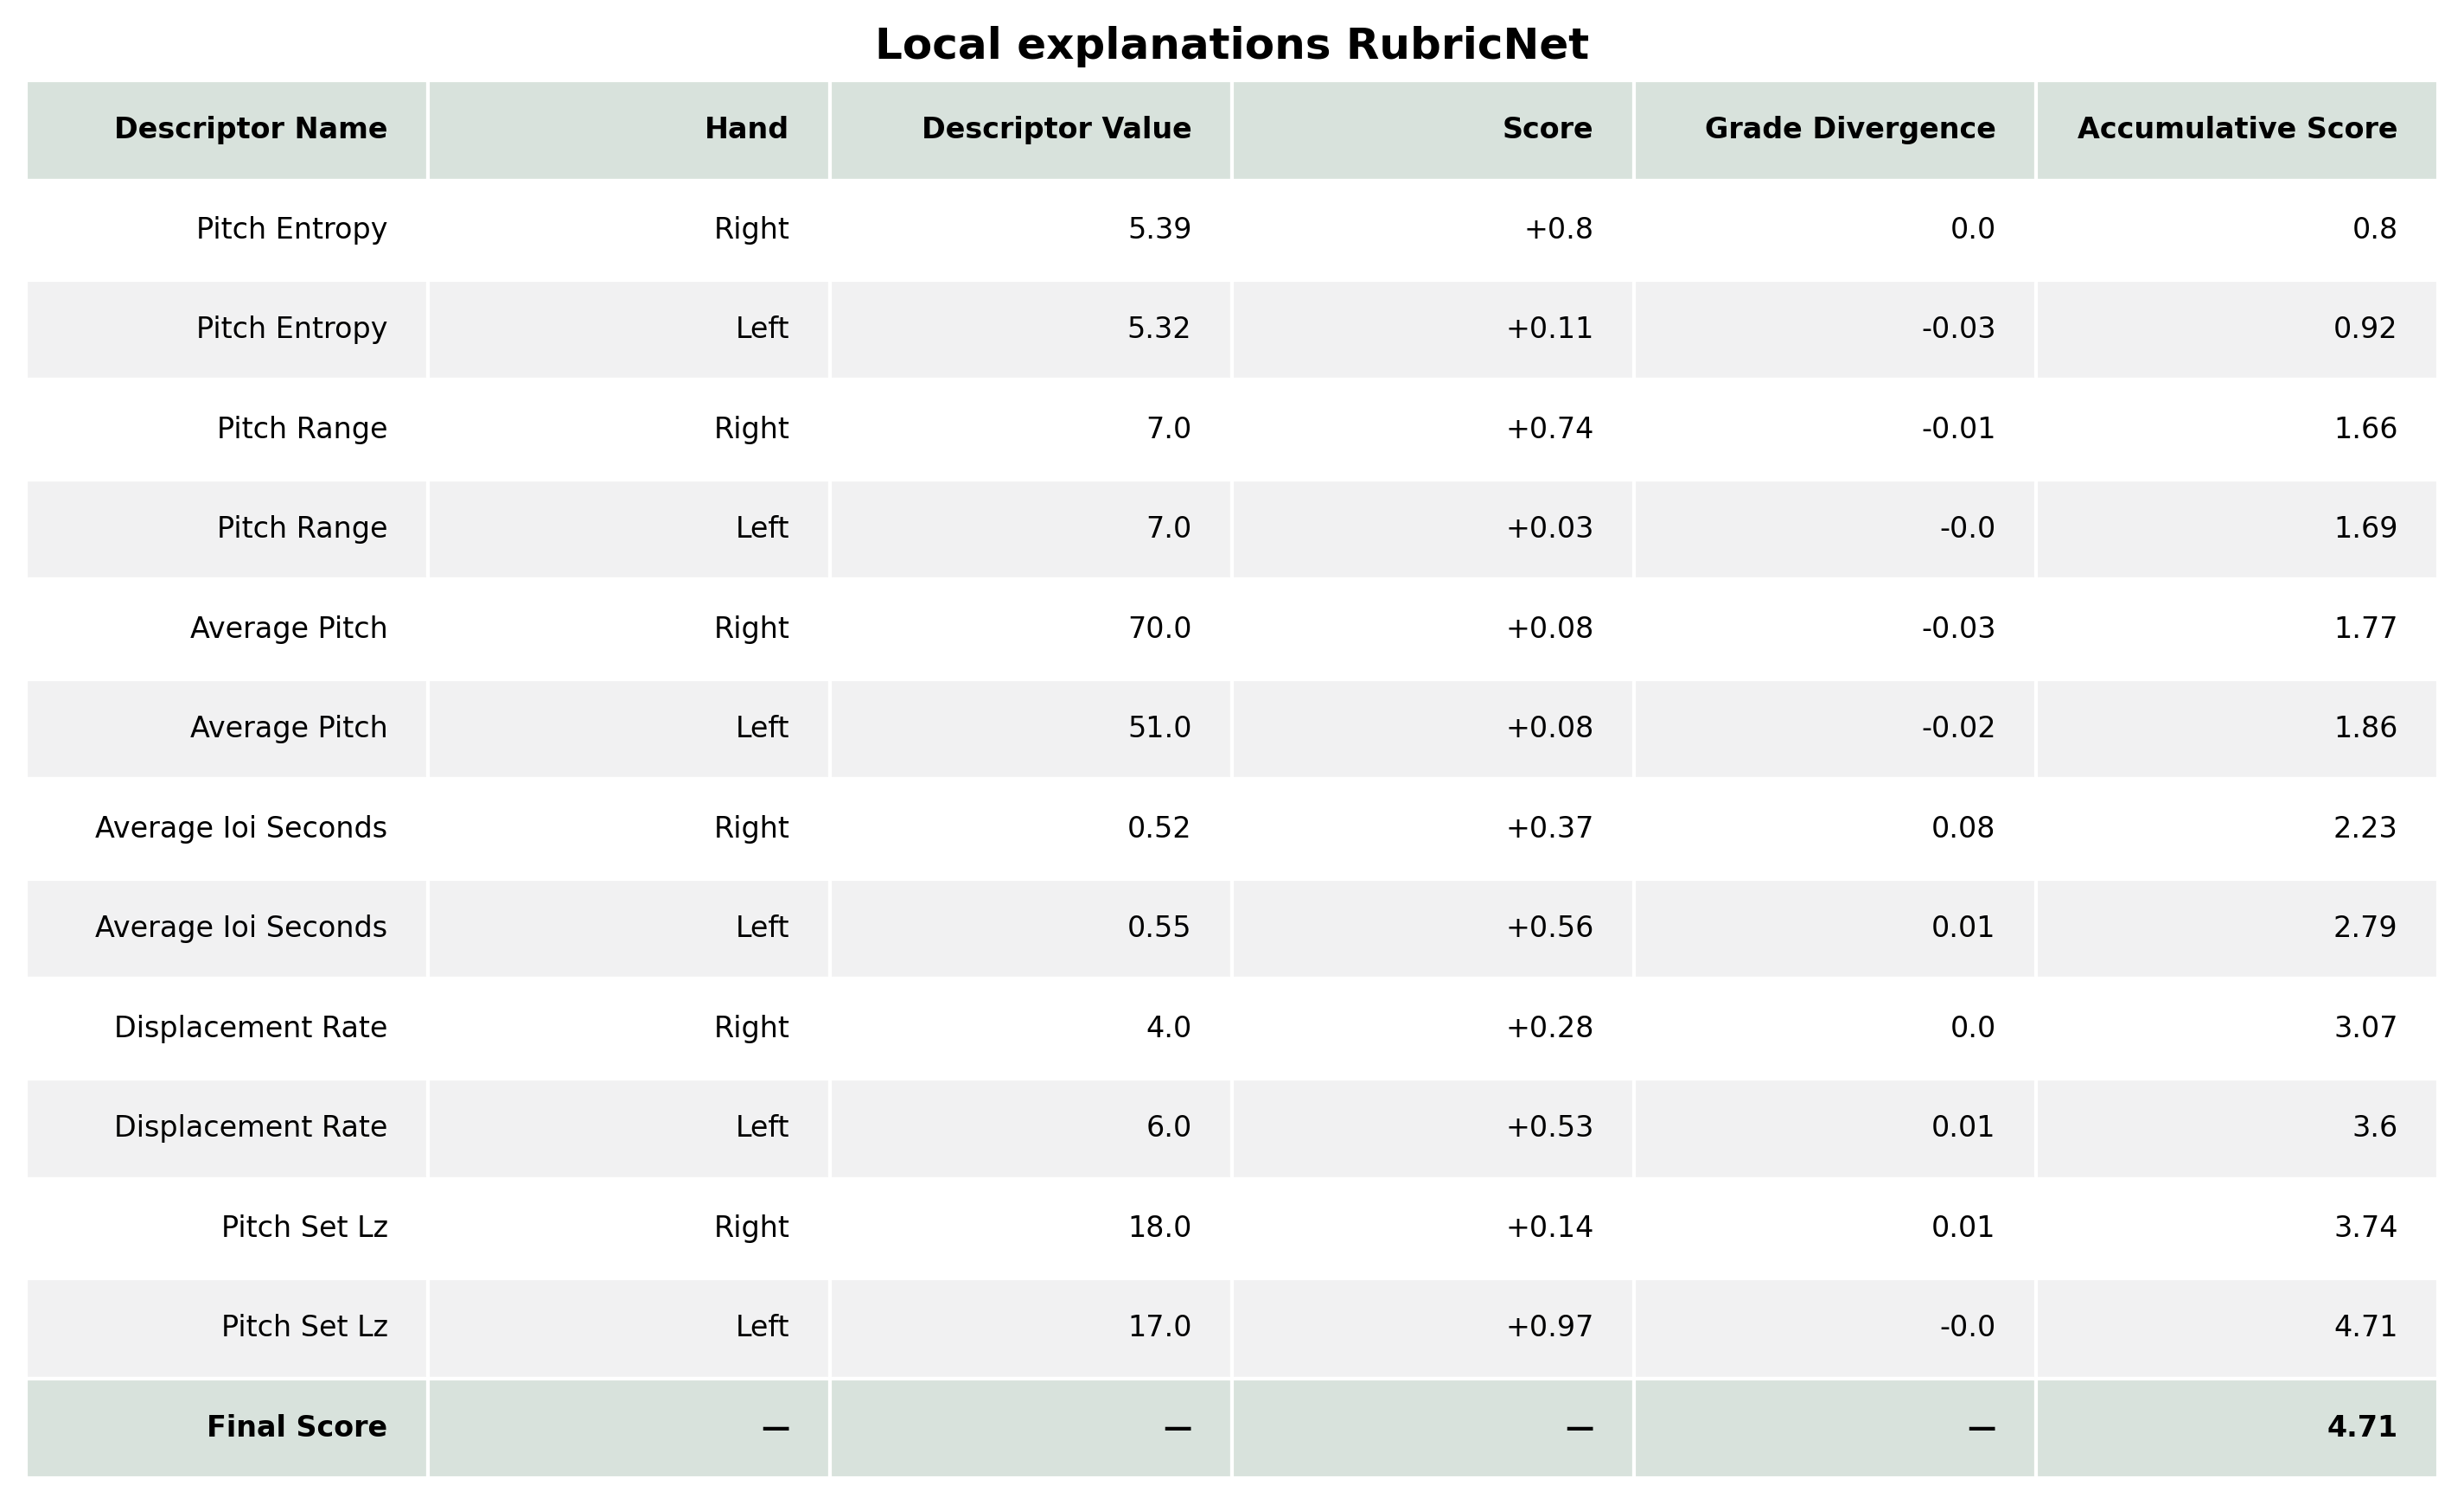 Local explanations RubricNet
Descriptor Name Hand Descriptor Value Score Grade Divergence Accumulative Score
Pitch Entropy Right 5.39 +0.8 0.0 0.8
Pitch Entropy Left 5.32 +0.11 -0.03 0.92
Pitch Range Right 7.0 +0.74 -0.01 1.66
Pitch Range Left 7.0 +0.03 -0.0 1.69
Average Pitch Right 70.0 +0.08 -0.03 1.77
Average Pitch Left 51.0 +0.08 -0.02 1.86
Average Ioi Seconds Right 0.52 +0.37 0.08 2.23
Average Ioi Seconds Left 0.55 +0.56 0.01 2.79
Displacement Rate Right 4.0 +0.28 0.0 3.07
Displacement Rate Left 6.0 +0.53 0.01 3.6
Pitch Set Lz Right 18.0 +0.14 0.01 3.74
Pitch Set Lz Left 17.0 +0.97 -0.0 4.71
Final Score — — — — 4.71